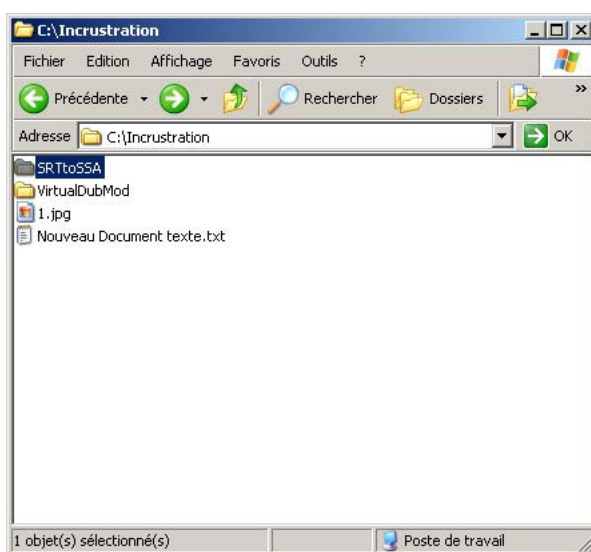 C:\Incrustration
Fichier Edition Affichage Favoris Outils ?
Précédente Rechercher Dossiers »
Adresse C:\Incrustration OK
SRTtoSSA
VirtualDubMod
1.jpg
Nouveau Document texte.txt
1 objet(s) sélectionné(s) Poste de travail